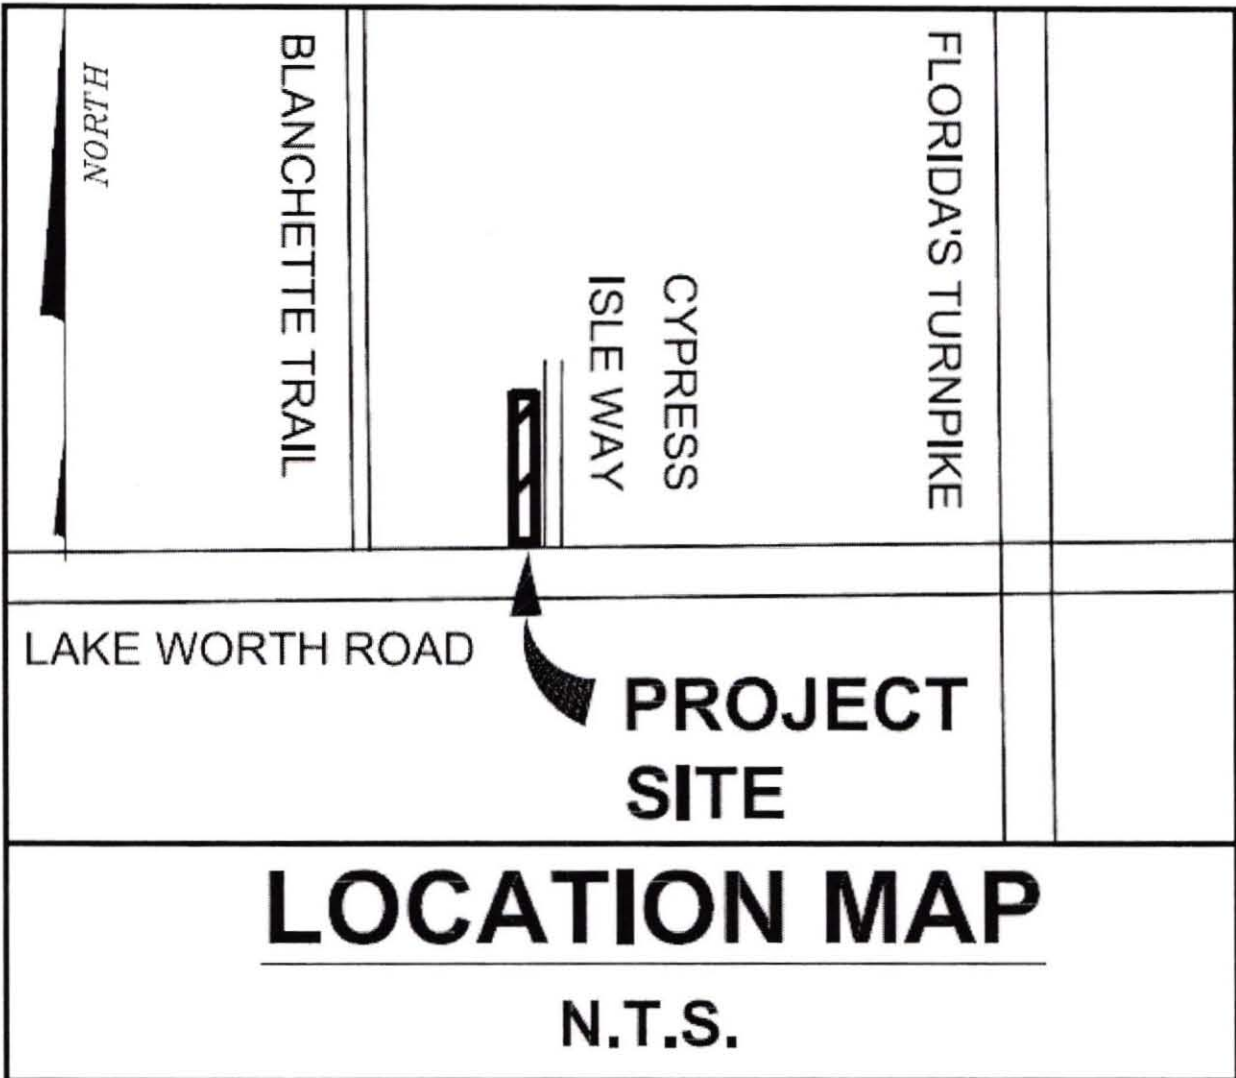 NORTH
BLANCHETTE TRAIL
CYPRESS
ISLE WAY
FLORIDA'S TURNPIKE
LAKE WORTH ROAD
PROJECT
SITE
LOCATION MAP
N.T.S.